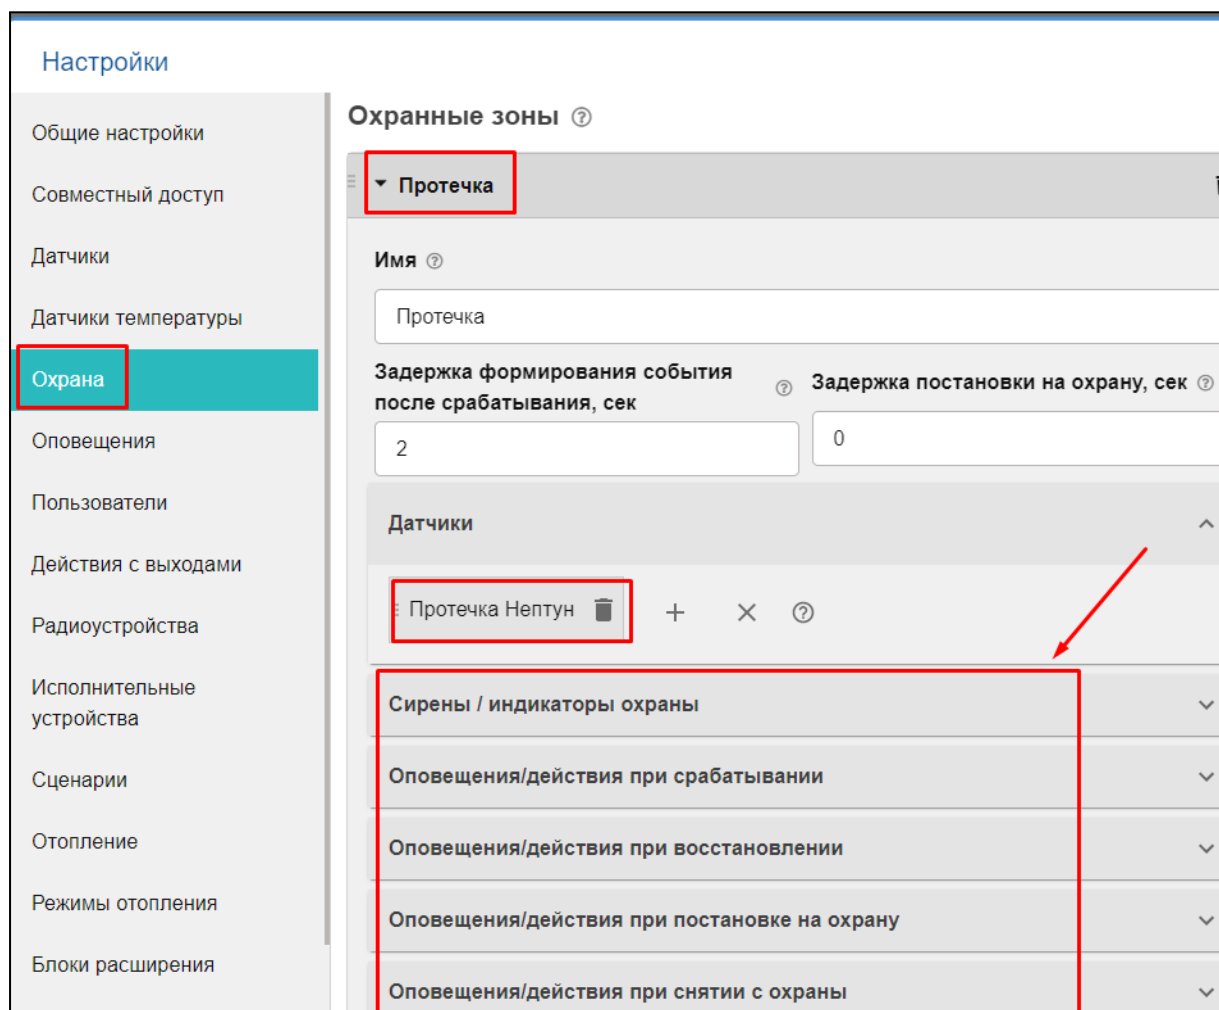 Настройки
Общие настройки
Совместный доступ
Датчики
Датчики температуры
Охрана
Оповещения
Пользователи
Действия с выходами
Радиоустройства
Исполнительные
устройства
Сценарии
Отопление
Режимы отопления
Блоки расширения
Охранные зоны
Протечка
Имя
Протечка
Задержка формирования события
после срабатывания, сек
2
Задержка постановки на охрану, сек
0
Датчики
Протечка Нептун
Сирены / индикаторы охраны
Оповещения/действия при срабатывании
Оповещения/действия при восстановлении
Оповещения/действия при постановке на охрану
Оповещения/действия при снятии с охраны